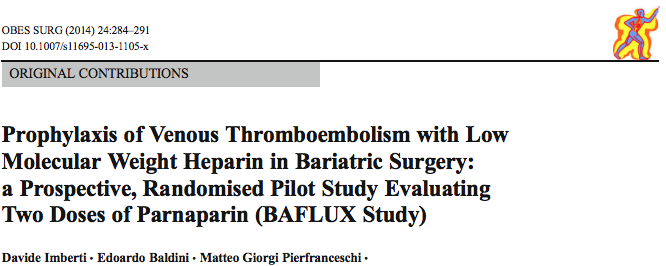 OBES SURG (2014) 24:284–291
DOI 10.1007/s11695-013-1105-x
ORIGINAL CONTRIBUTIONS
Prophylaxis of Venous Thromboembolism with Low
Molecular Weight Heparin in Bariatric Surgery:
a Prospective, Randomised Pilot Study Evaluating
Two Doses of Parnaparin (BAFLUX Study)
Davide Imberti · Edoardo Baldini · Matteo Giorgi Pierfranceschi ·